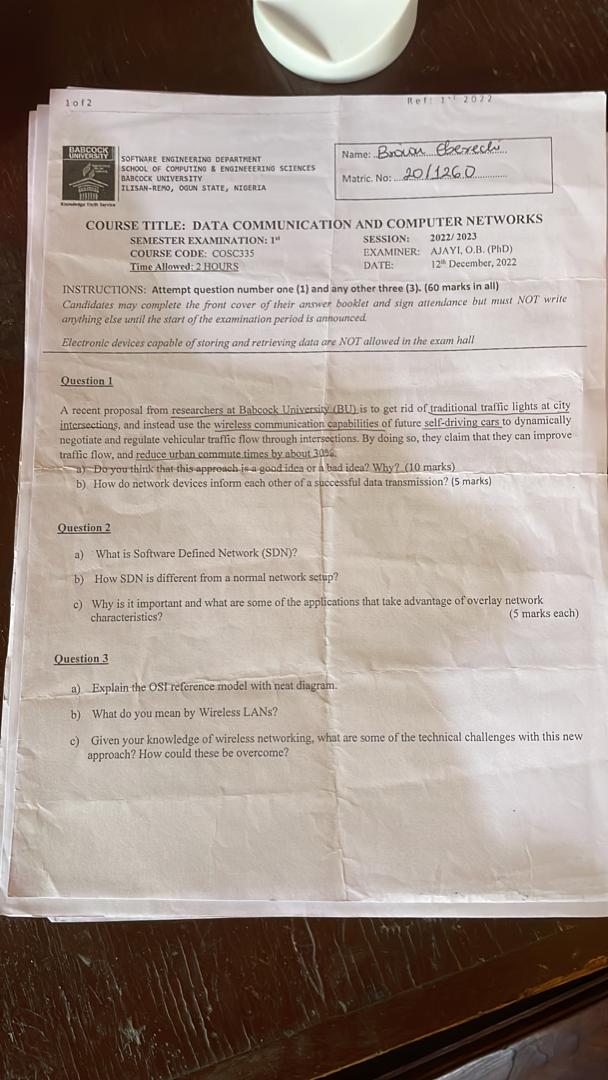 1 of 2
Ref: 1st 2022
BABCOCK
UNIVERSITY
Knowledge Truth Service
SOFTWARE ENGINEERING DEPARTMENT
SCHOOL OF COMPUTING & ENGINEEERING SCIENCES
BABCOCK UNIVERSITY
ILISAN-REMO, OGUN STATE, NIGERIA
Name: Brown Eberechi
Matric. No: 20/1260
COURSE TITLE: DATA COMMUNICATION AND COMPUTER NETWORKS
SEMESTER EXAMINATION: 1st
COURSE CODE: COSC335
Time Allowed: 2 HOURS
SESSION: 2022/ 2023
EXAMINER: AJAYI, O.B. (PhD)
DATE: 12th December, 2022
INSTRUCTIONS: Attempt question number one (1) and any other three (3). (60 marks in all)
Candidates may complete the front cover of their answer booklet and sign attendance but must NOT write
anything else until the start of the examination period is announced.
Electronic devices capable of storing and retrieving data are NOT allowed in the exam hall
Question 1
A recent proposal from researchers at Babcock University (BU) is to get rid of traditional traffic lights at city
intersections, and instead use the wireless communication capabilities of future self-driving cars to dynamically
negotiate and regulate vehicular traffic flow through intersections. By doing so, they claim that they can improve
traffic flow, and reduce urban commute times by about 30%.
a) Do you think that this approach is a good idea or a bad idea? Why? (10 marks)
b) How do network devices inform each other of a successful data transmission? (5 marks)
Question 2
a) What is Software Defined Network (SDN)?
b) How SDN is different from a normal network setup?
c) Why is it important and what are some of the applications that take advantage of overlay network
characteristics? (5 marks each)
Question 3
a) Explain the OSI reference model with neat diagram.
b) What do you mean by Wireless LANs?
c) Given your knowledge of wireless networking, what are some of the technical challenges with this new
approach? How could these be overcome?